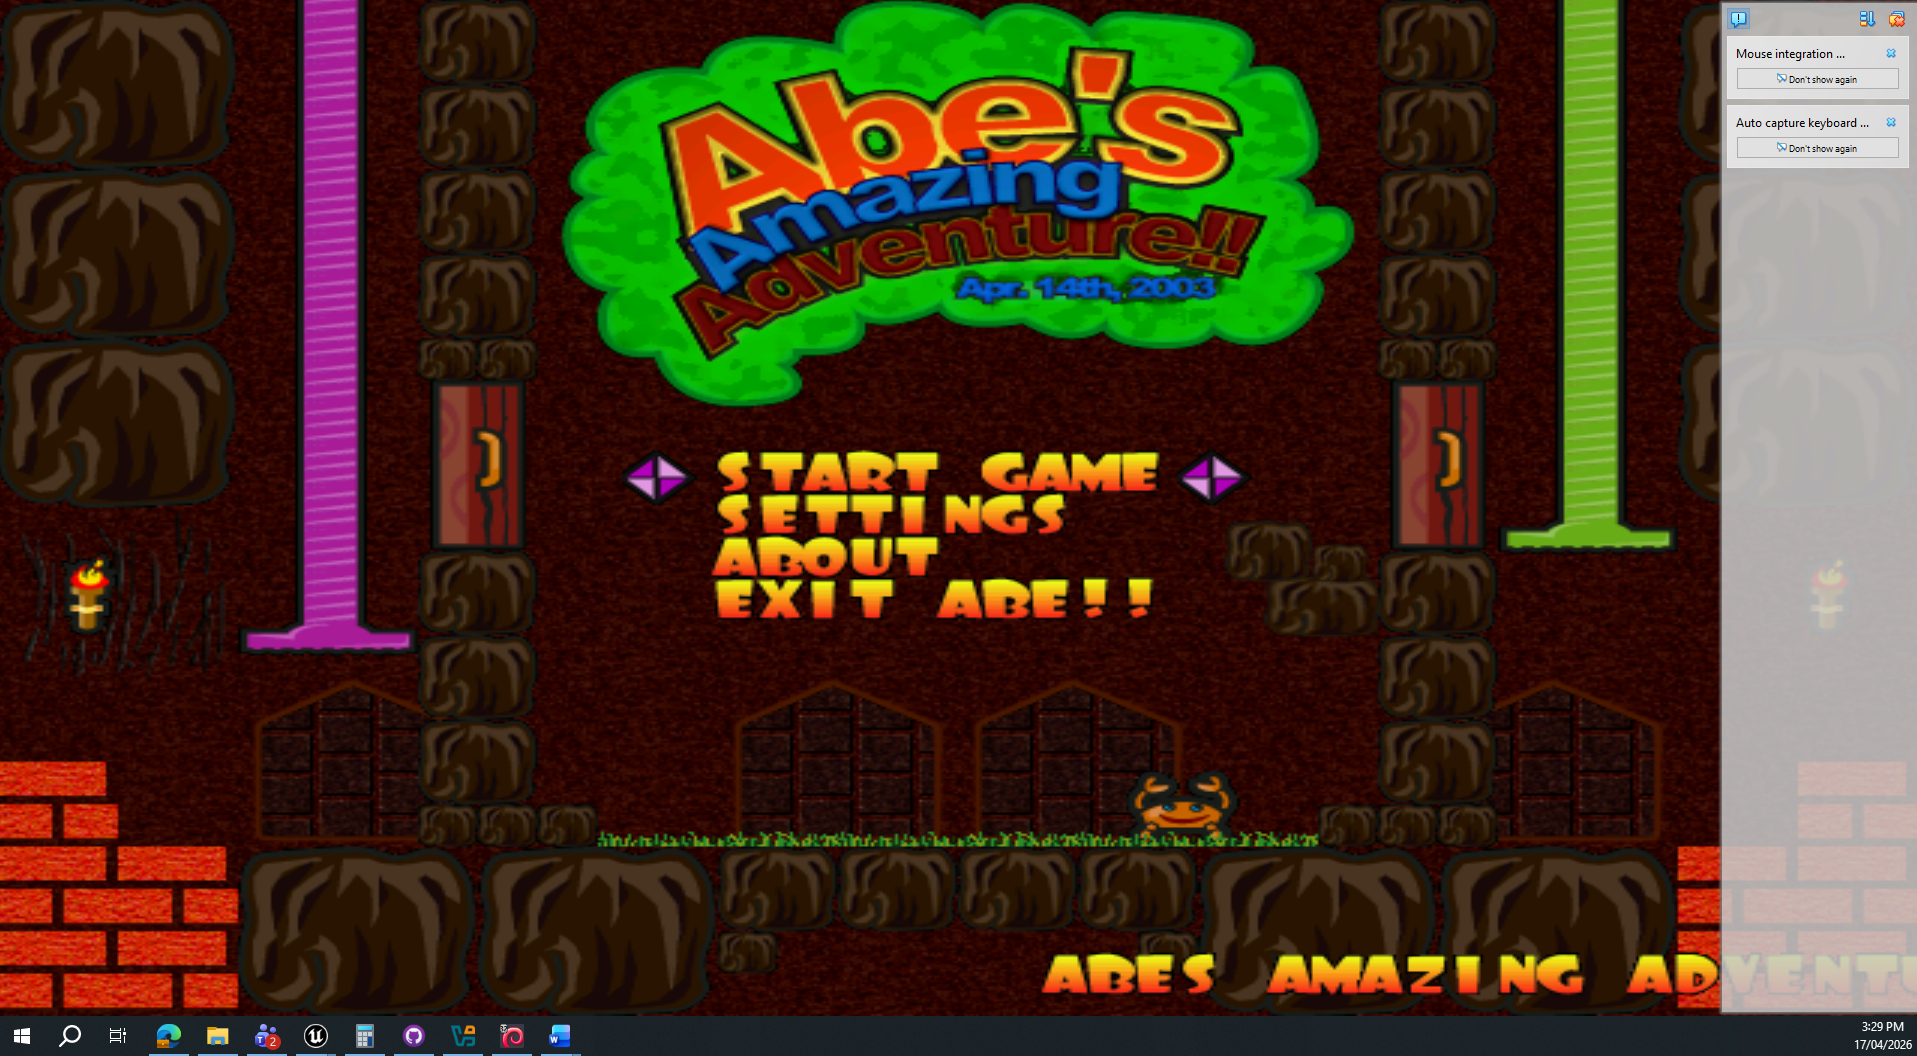 Abe's
Amazing
Adventure!!
Apr. 14th, 2003
START GAME
SETTINGS
ABOUT
EXIT ABE!!
ABES AMAZING ADVENTU
Mouse integration ...
Don't show again
Auto capture keyboard ...
Don't show again
2
3:29 PM
17/04/2026